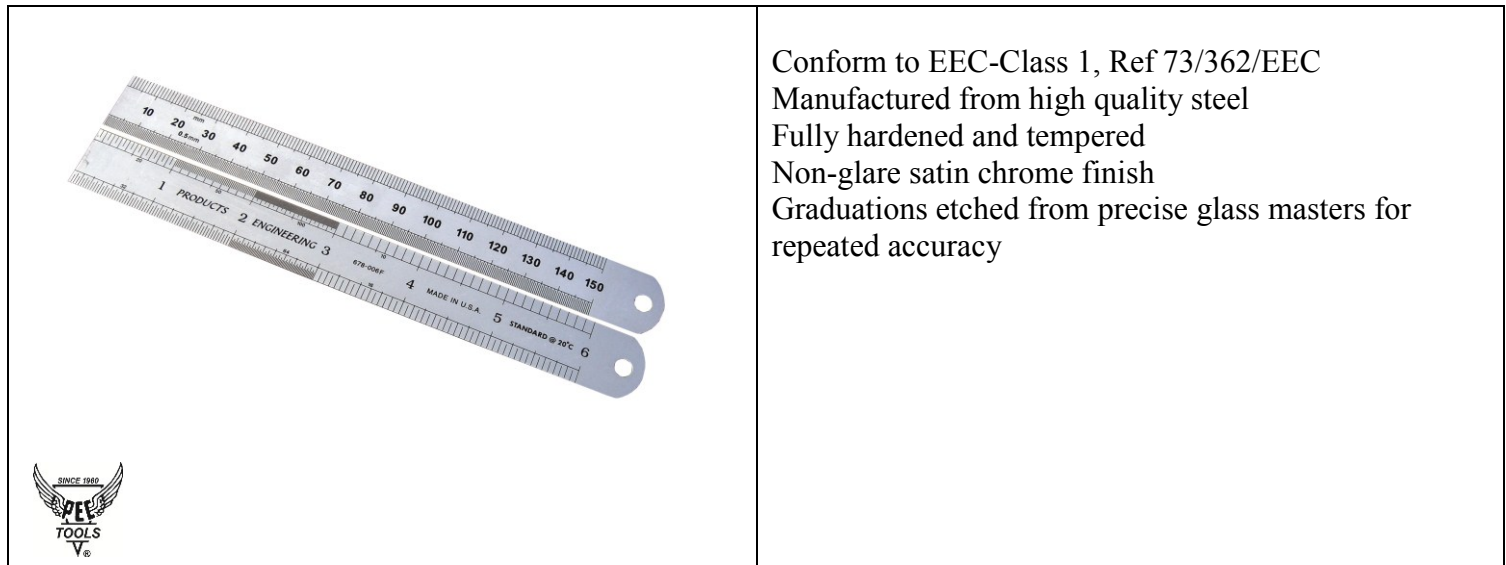 10 20 30 40 50 60 70 80 90 100 110 120 130 140 150
mm
0.5mm
1 PRODUCTS 2 ENGINEERING 3 676-006F 4 MADE IN U.S.A. 5 STANDARD @ 20°C 6
SINCE 1960
PEC
TOOLS
®
Conform to EEC-Class 1, Ref 73/362/EEC
Manufactured from high quality steel
Fully hardened and tempered
Non-glare satin chrome finish
Graduations etched from precise glass masters for
repeated accuracy